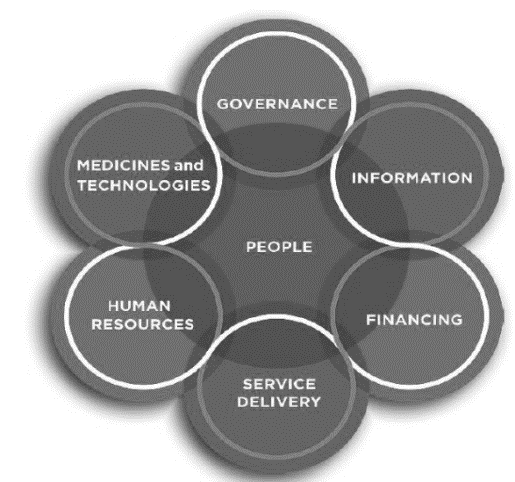 GOVERNANCE
MEDICINES and
TECHNOLOGIES
INFORMATION
PEOPLE
HUMAN
RESOURCES
FINANCING
SERVICE
DELIVERY